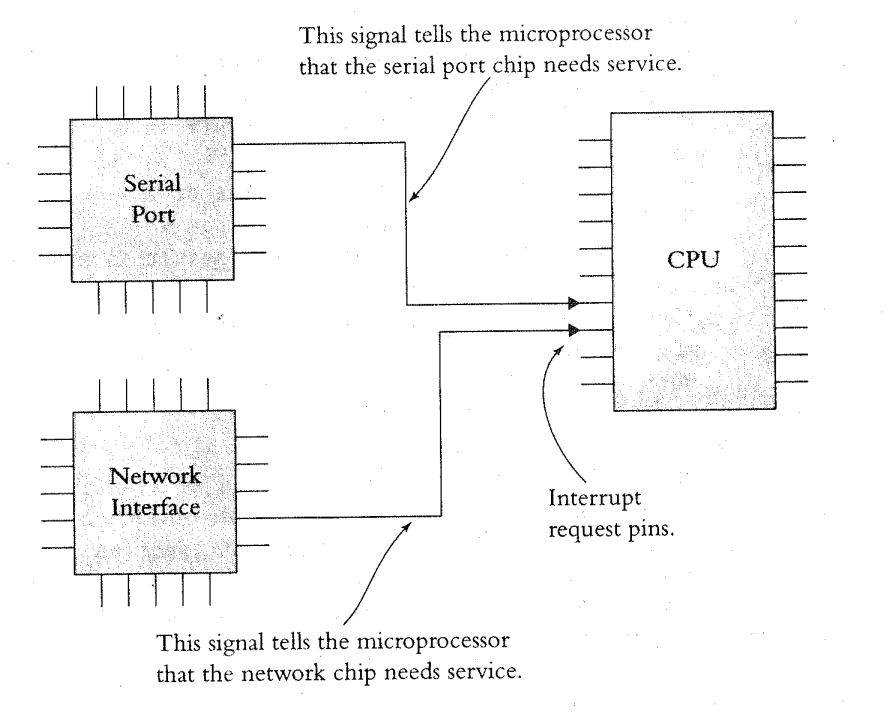 This signal tells the microprocessor
that the serial port chip needs service.
Serial
Port
CPU
Network
Interface
Interrupt
request pins.
This signal tells the microprocessor
that the network chip needs service.